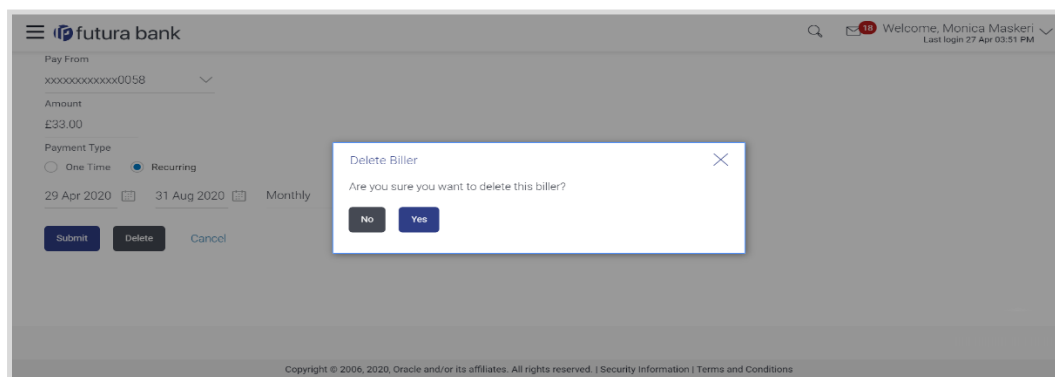 futura bank
18 Welcome, Monica Maskeri
Last login 27 Apr 03:51 PM
Pay From
xxxxxxxxxxxx0058
Amount
£33.00
Payment Type
One Time Recurring
29 Apr 2020 31 Aug 2020 Monthly
Submit Delete Cancel
Delete Biller
Are you sure you want to delete this biller?
No Yes
Copyright © 2006, 2020, Oracle and/or its affiliates. All rights reserved. | Security Information | Terms and Conditions